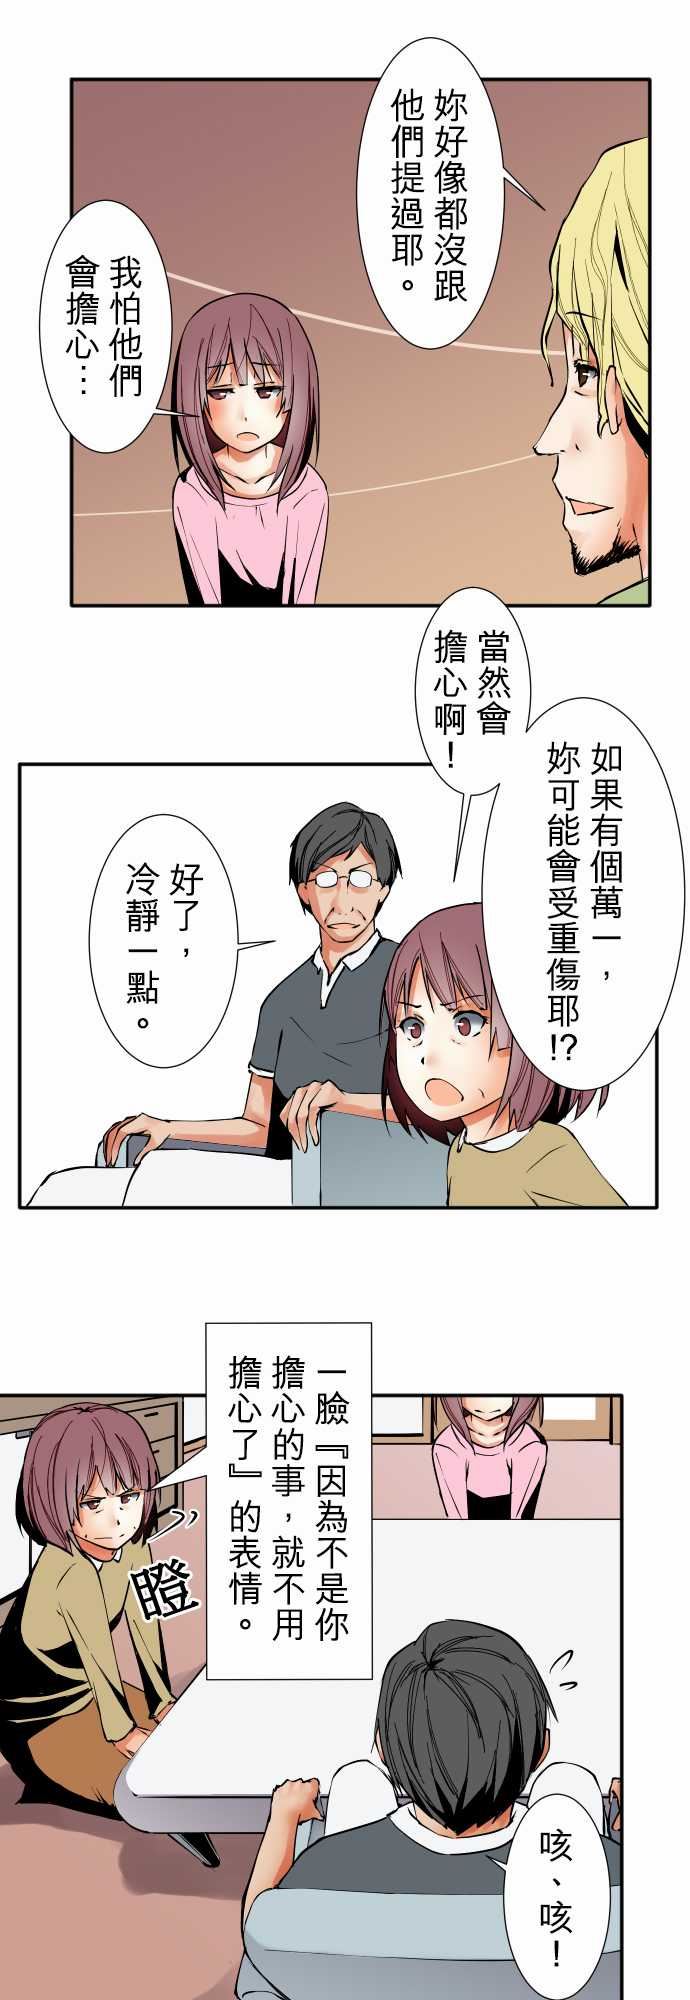 妳好像都沒跟
他們提過耶。
我怕他們
會擔心…
當然會
擔心啊！
如果有個萬一，
妳可能會受重傷耶!?
好了，
冷靜一點。
一臉『因為不是你
擔心的事，就不用
擔心了』的表情。
瞪
咳、咳！